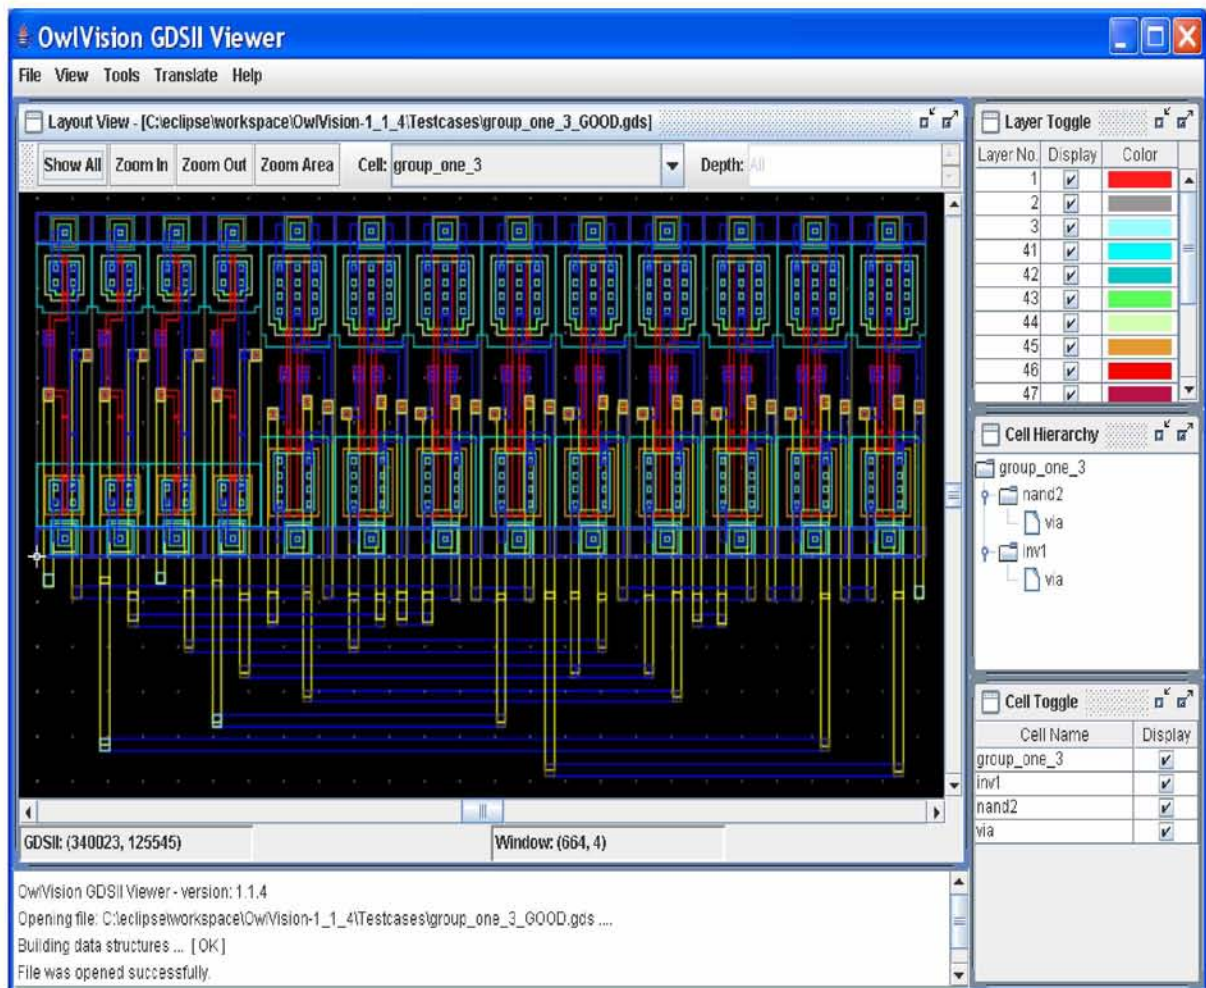 OwlVision GDSII Viewer
File View Tools Translate Help
Layout View - [C:\eclipse\workspace\OwlVision-1_1_4\Testcases\group_one_3_GOOD.gds]
Show All Zoom In Zoom Out Zoom Area Cell: group_one_3 Depth: All
GDSII: (340023, 125545) Window: (664, 4)
OwlVision GDSII Viewer - version: 1.1.4
Opening file: C:\eclipse\workspace\OwlVision-1_1_4\Testcases\group_one_3_GOOD.gds ....
Building data structures ... [OK]
File was opened successfully.
Layer Toggle
Layer No. Display Color
1
2
3
41
42
43
44
45
46
47
Cell Hierarchy
group_one_3
nand2
via
inv1
via
Cell Toggle
Cell Name Display
group_one_3
inv1
nand2
via